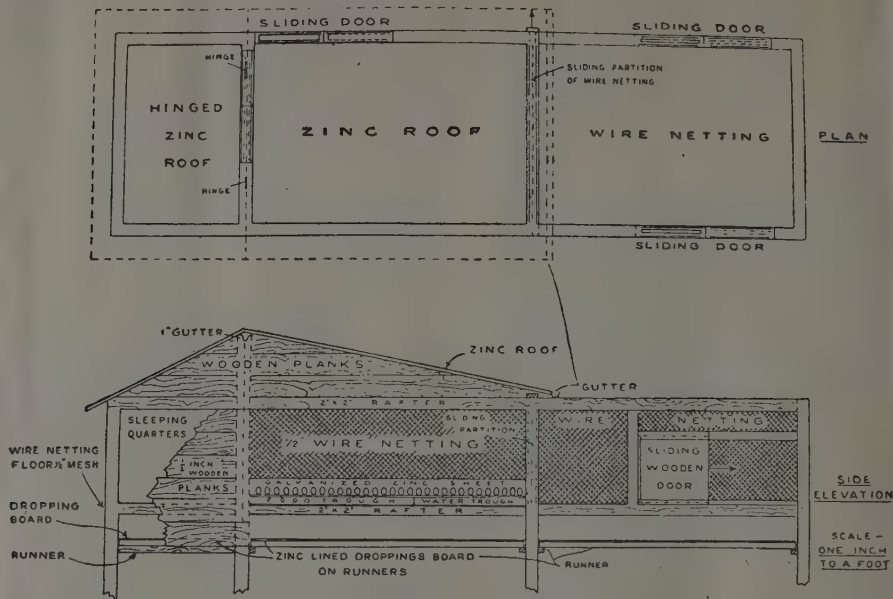 SLIDING DOOR
SLIDING DOOR
HINGE
SLIDING PARTITION
OF WIRE NETTING
HINGED
ZINC
ROOF
ZINC ROOF
WIRE NETTING
PLAN
HINGE
SLIDING DOOR
1" GUTTER
ZINC ROOF
WOODEN PLANKS
GUTTER
2"X2" RAFTER
SLEEPING
QUARTERS
SLDING
PARTITION
WIRE
NETTING
1/2" WIRE NETTING
WIRE NETTING
FLOOR 1/2" MESH
INCH
WOODEN
PLANKS
SLIDING
WOODEN
DOOR
GALVANIZED ZINC SHEET
FOOD TROUGH WATER TROUGH
2"X2" RAFTER
SIDE
ELEVATION
DROPPING
BOARD
RUNNER
ZINC LINED DROPPINGS BOARD
ON RUNNERS
RUNNER
SCALE -
ONE INCH
TO A FOOT